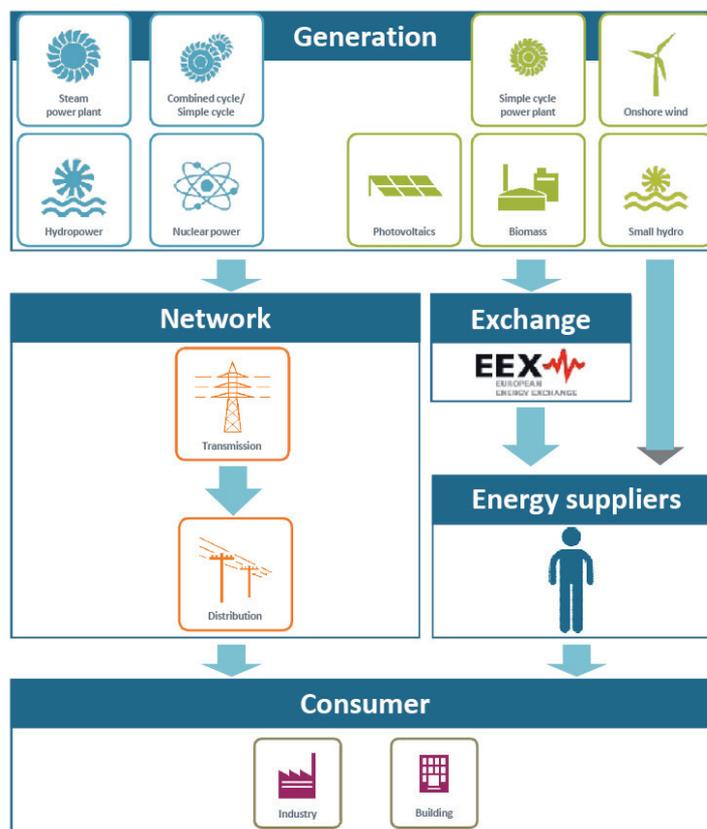 Generation
Steam
power plant
Combined cycle/
Simple cycle
Simple cycle
power plant
Onshore wind
Hydropower
Nuclear power
Photovoltaics
Biomass
Small hydro
Network
Exchange
EEX
EUROPEAN
ENERGY EXCHANGE
Transmission
Energy suppliers
Distribution
Consumer
Industry
Building